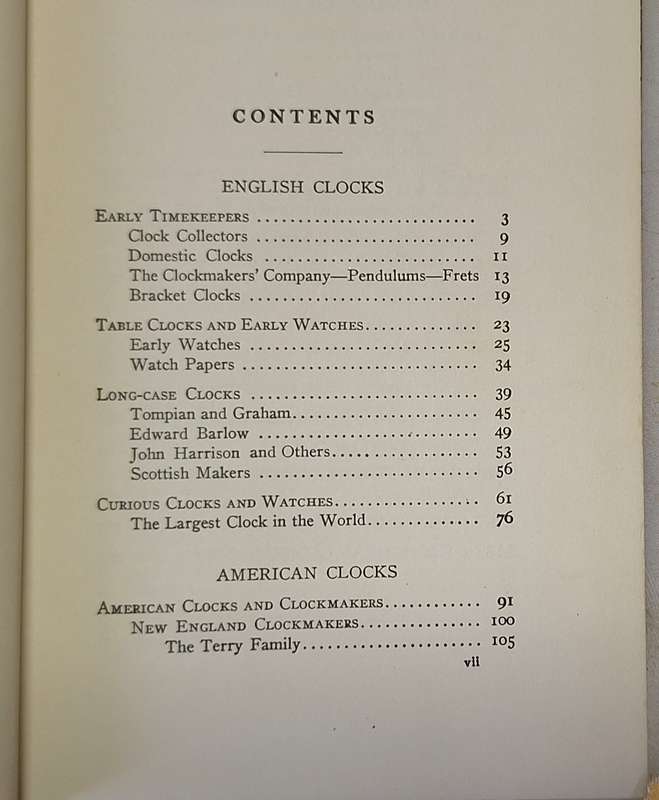 CONTENTS
ENGLISH CLOCKS
EARLY TIMEKEEPERS ........................... 3
Clock Collectors ........................... 9
Domestic Clocks .......................... 11
The Clockmakers' Company—Pendulums—Frets 13
Bracket Clocks ............................ 19
TABLE CLOCKS AND EARLY WATCHES.............. 23
Early Watches ............................ 25
Watch Papers ............................. 34
LONG-CASE CLOCKS ............................ 39
Tompian and Graham....................... 45
Edward Barlow ........................... 49
John Harrison and Others.................. 53
Scottish Makers ........................... 56
CURIOUS CLOCKS AND WATCHES.................. 61
The Largest Clock in the World.............. 76
AMERICAN CLOCKS
AMERICAN CLOCKS AND CLOCKMAKERS............ 91
NEW ENGLAND CLOCKMAKERS............... 100
The Terry Family...................... 105
vii